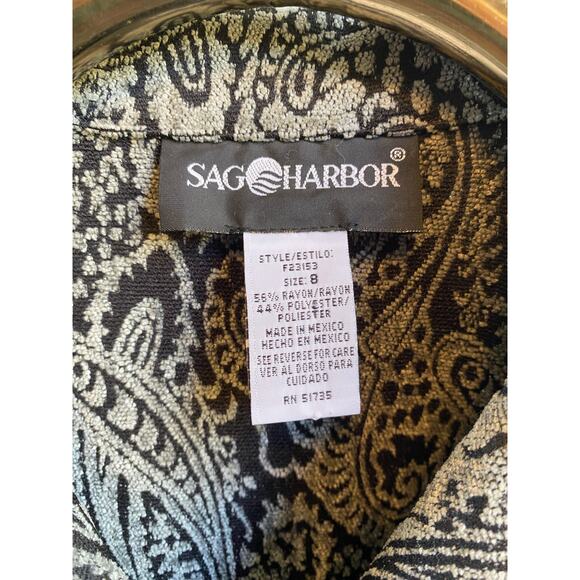 SAG HARBOR®
STYLE/ESTILO:
F23153
SIZE: 8
56% RAYON/RAYON
44% POLYESTER/
POLIESTER
MADE IN MEXICO
HECHO EN MEXICO
SEE REVERSE FOR CARE
VER AL DORSO PARA
CUIDADO
RN 51735